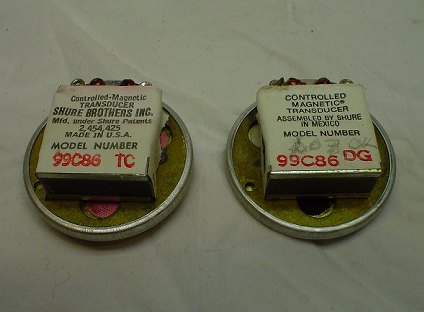 Controlled-Magnetic
TRANSDUCER
SHURE BROTHERS INC.
Mfd. under Shure Patents
2,454,425
MADE IN U.S.A.
MODEL NUMBER
99C86 TC
CONTROLLED
MAGNETIC® TRANSDUCER
ASSEMBLED BY SHURE
IN MEXICO
MODEL NUMBER
99C86 DG